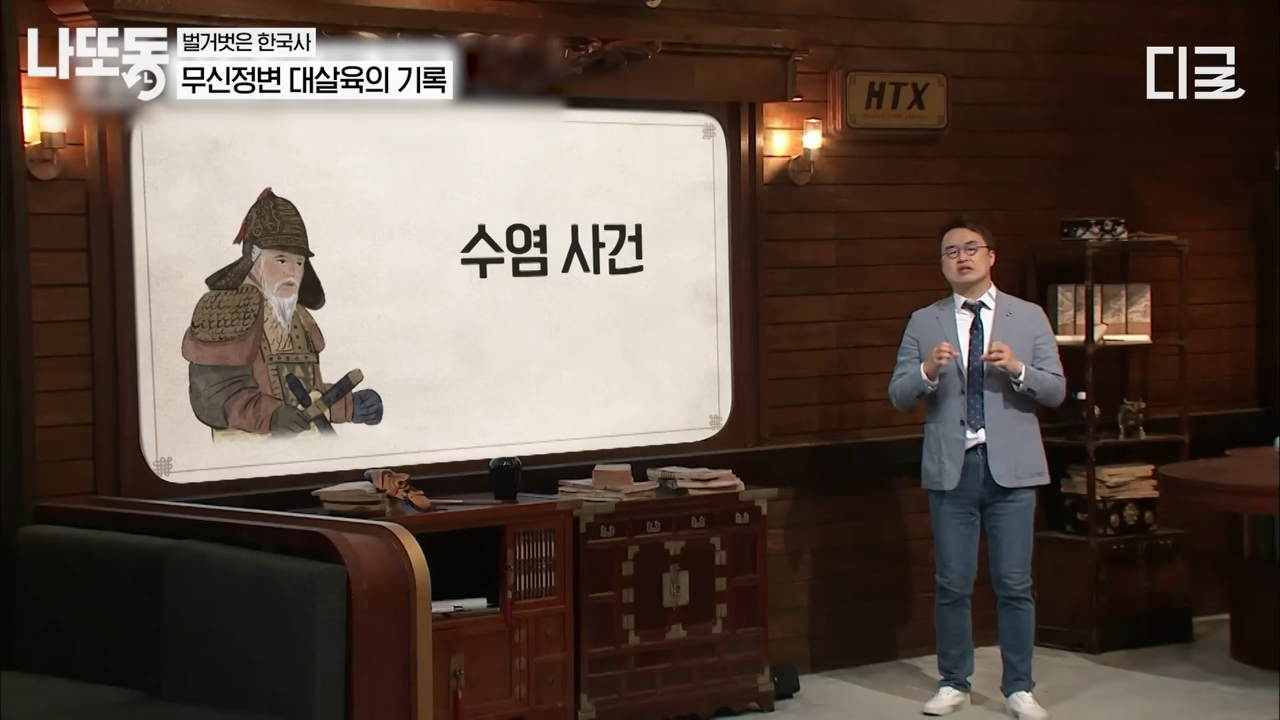 나또동
벌거벗은 한국사
무신정변 대살육의 기록
디글
HTX
수염 사건